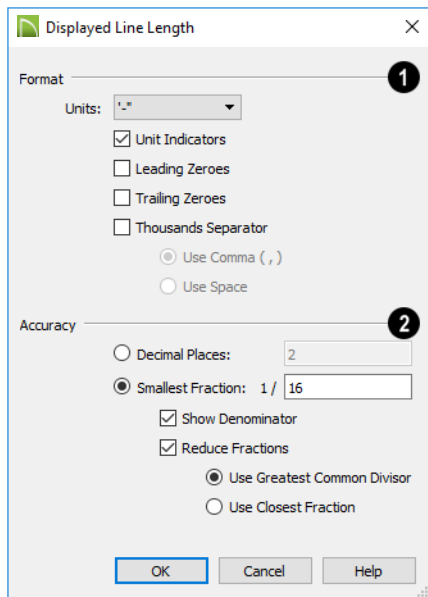 Displayed Line Length
Format 1
Units: '-"
Unit Indicators
Leading Zeroes
Trailing Zeroes
Thousands Separator
Use Comma ( , )
Use Space
Accuracy 2
Decimal Places: 2
Smallest Fraction: 1 / 16
Show Denominator
Reduce Fractions
Use Greatest Common Divisor
Use Closest Fraction
OK Cancel Help